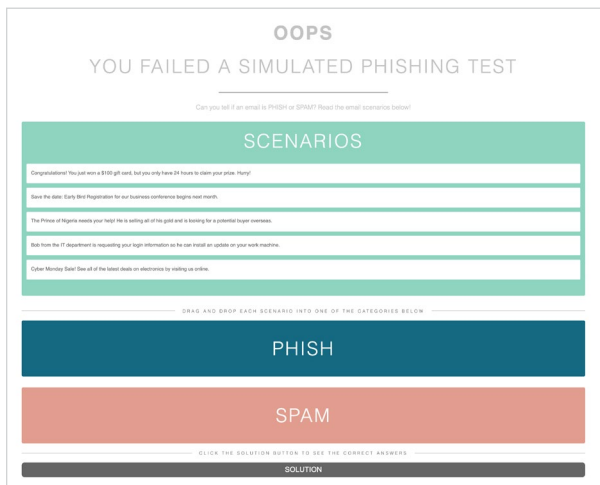 OOPS
YOU FAILED A SIMULATED PHISHING TEST
Can you tell if an email is PHISH or SPAM? Read the email scenarios below!
SCENARIOS
Congratulations! You just won a $100 gift card, but you only have 24 hours to claim your prize. Hurry!
Save the date: Early Bird Registration for our business conference begins next month.
The Prince of Nigeria needs your help! He is selling all of his gold and is looking for a potential buyer overseas.
Bob from the IT department is requesting your login information so he can install an update on your work machine.
Cyber Monday Sale! See all of the latest deals on electronics by visiting us online.
DRAG AND DROP EACH SCENARIO INTO ONE OF THE CATEGORIES BELOW
PHISH
SPAM
CLICK THE SOLUTION BUTTON TO SEE THE CORRECT ANSWERS
SOLUTION